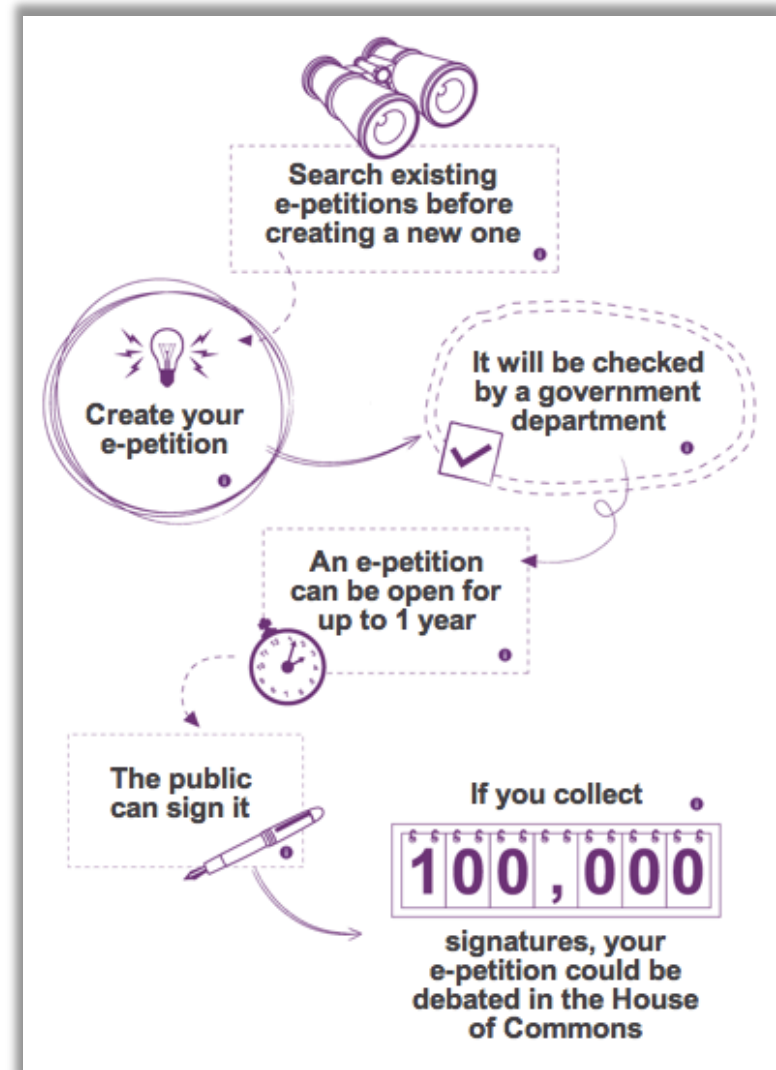 Search existing
e-petitions before
creating a new one
i
Create your
e-petition
i
It will be checked
by a government
department
i
An e-petition
can be open for
up to 1 year
i
The public
can sign it
i
If you collect
i
100,000
signatures, your
e-petition could be
debated in the House
of Commons